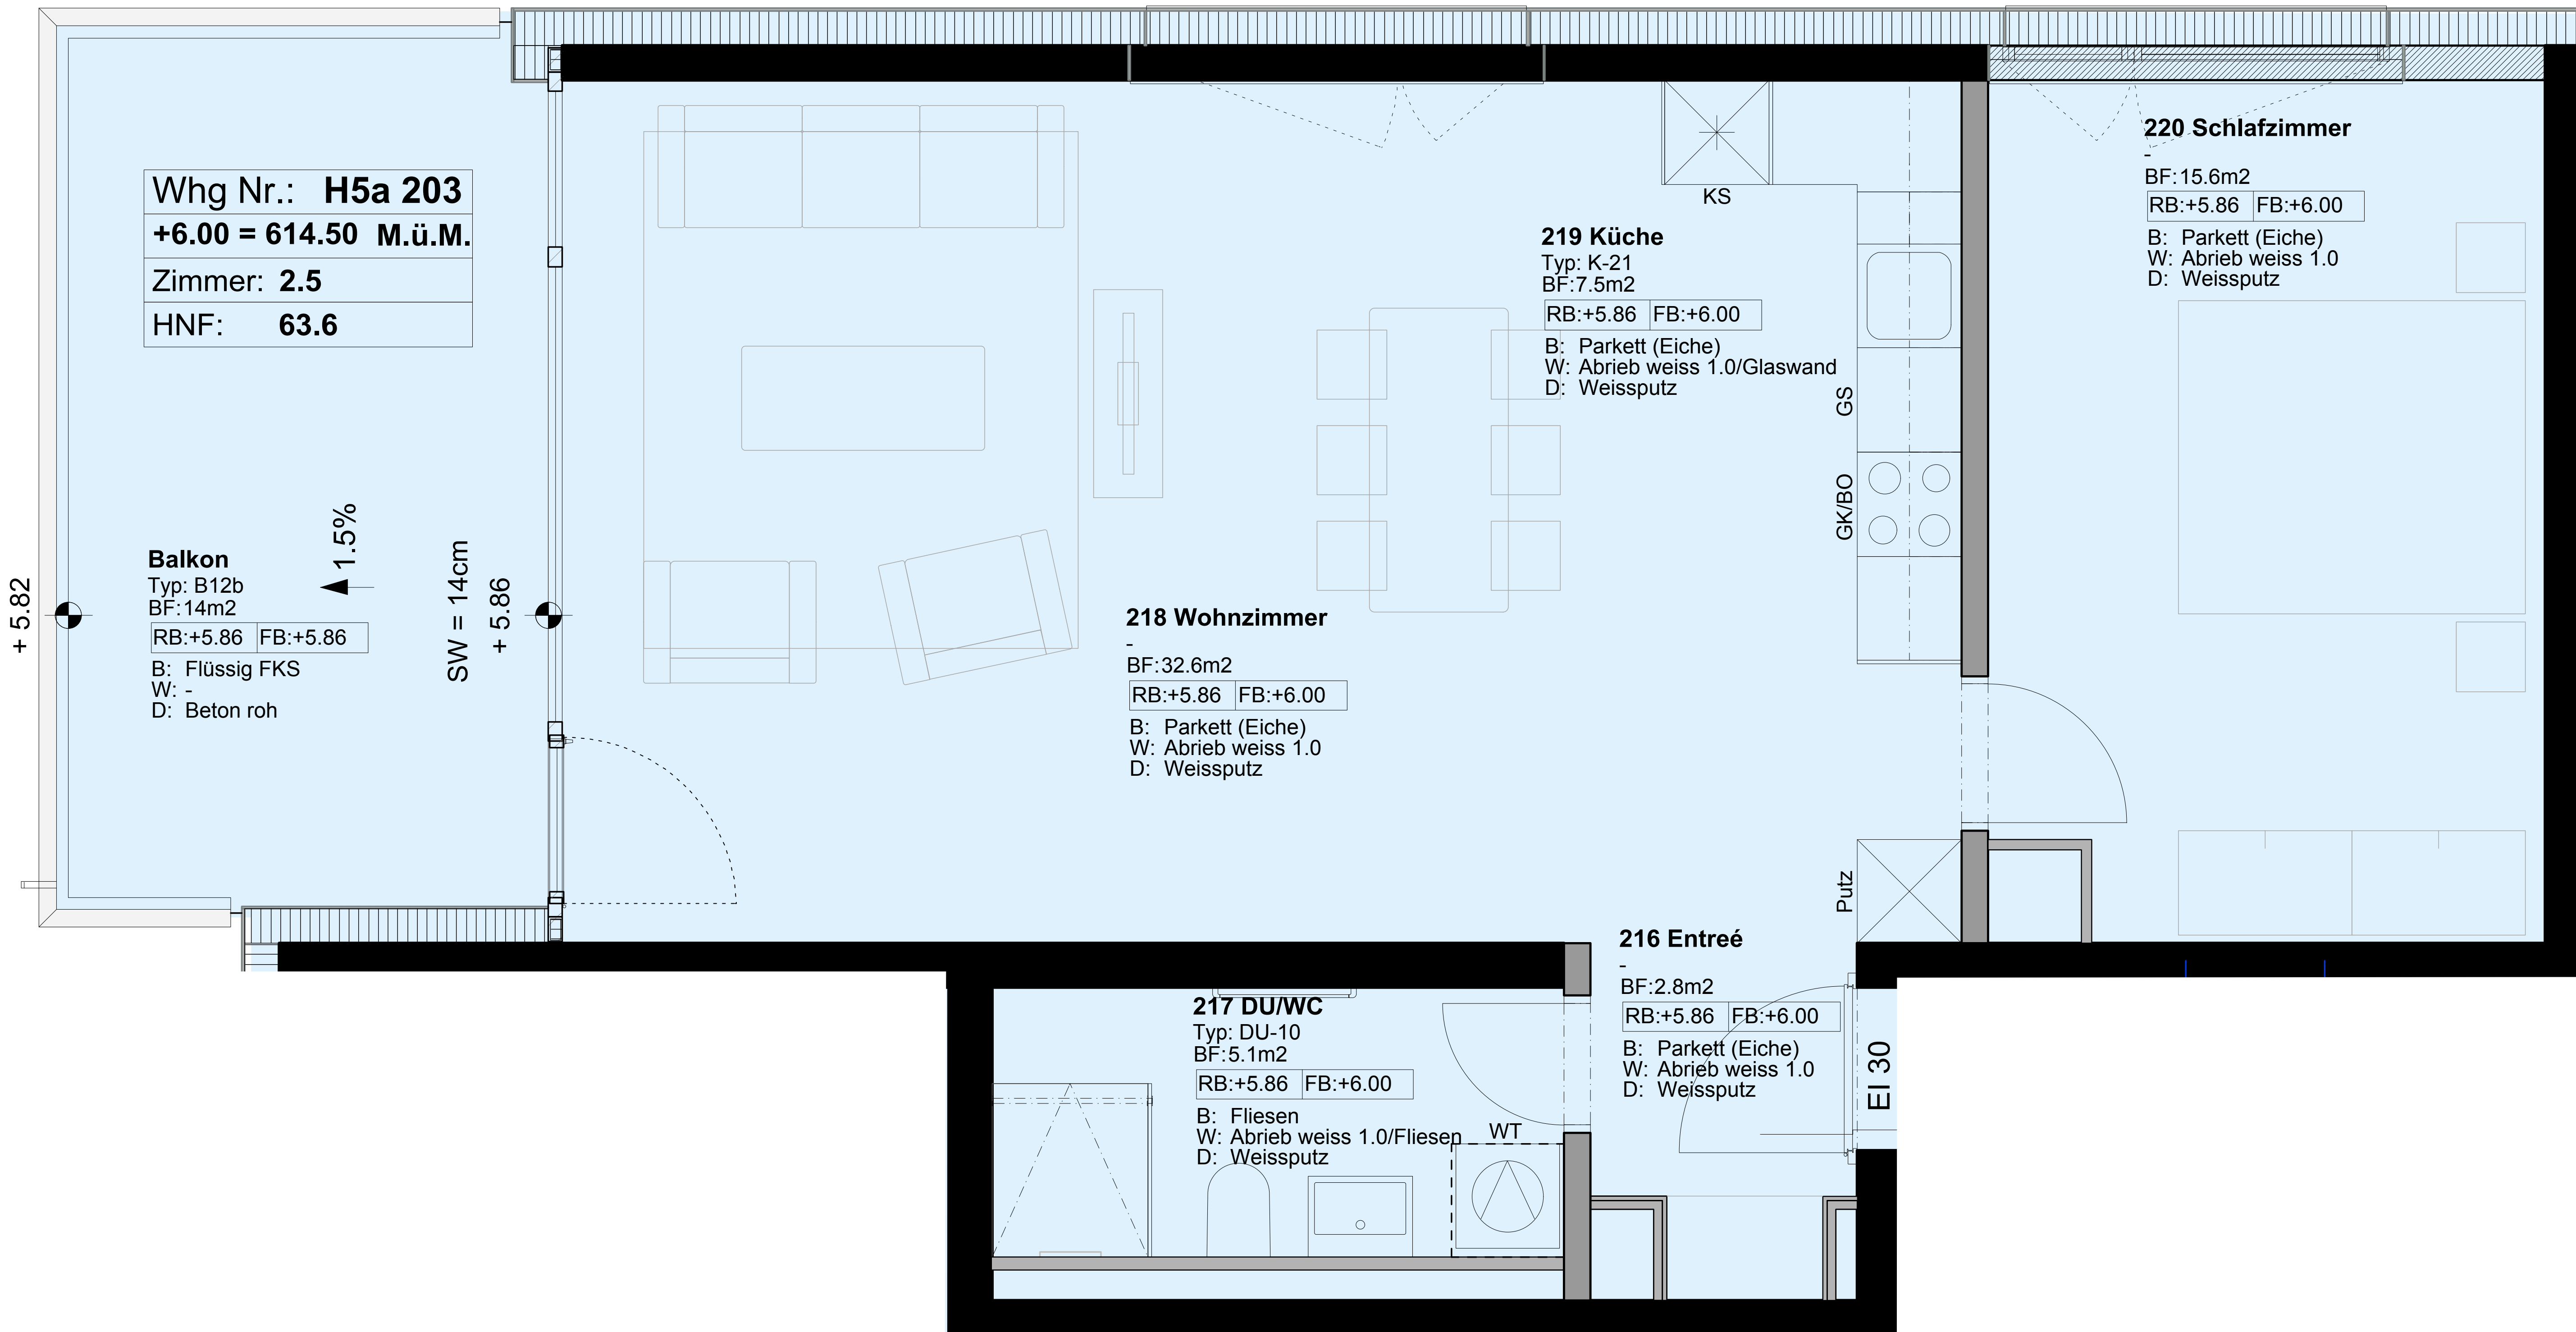 Whg Nr.: H5a 203
+6.00 = 614.50 M.ü.M.
Zimmer: 2.5
HNF: 63.6
Balkon
Typ: B12b
BF:14m2
RB:+5.86 FB:+5.86
B: Flüssig FKS
W: -
D: Beton roh
1.5%
+ 5.82
SW = 14cm
+ 5.86
218 Wohnzimmer
-
BF:32.6m2
RB:+5.86 FB:+6.00
B: Parkett (Eiche)
W: Abrieb weiss 1.0
D: Weissputz
KS
219 Küche
Typ: K-21
BF:7.5m2
RB:+5.86 FB:+6.00
B: Parkett (Eiche)
W: Abrieb weiss 1.0/Glaswand
D: Weissputz
GS
GK/BO
Putz
220 Schlafzimmer
-
BF:15.6m2
RB:+5.86 FB:+6.00
B: Parkett (Eiche)
W: Abrieb weiss 1.0
D: Weissputz
216 Entreé
-
BF:2.8m2
RB:+5.86 FB:+6.00
B: Parkett (Eiche)
W: Abrieb weiss 1.0
D: Weissputz
EI 30
217 DU/WC
Typ: DU-10
BF:5.1m2
RB:+5.86 FB:+6.00
B: Fliesen
W: Abrieb weiss 1.0/Fliesen
D: Weissputz
WT